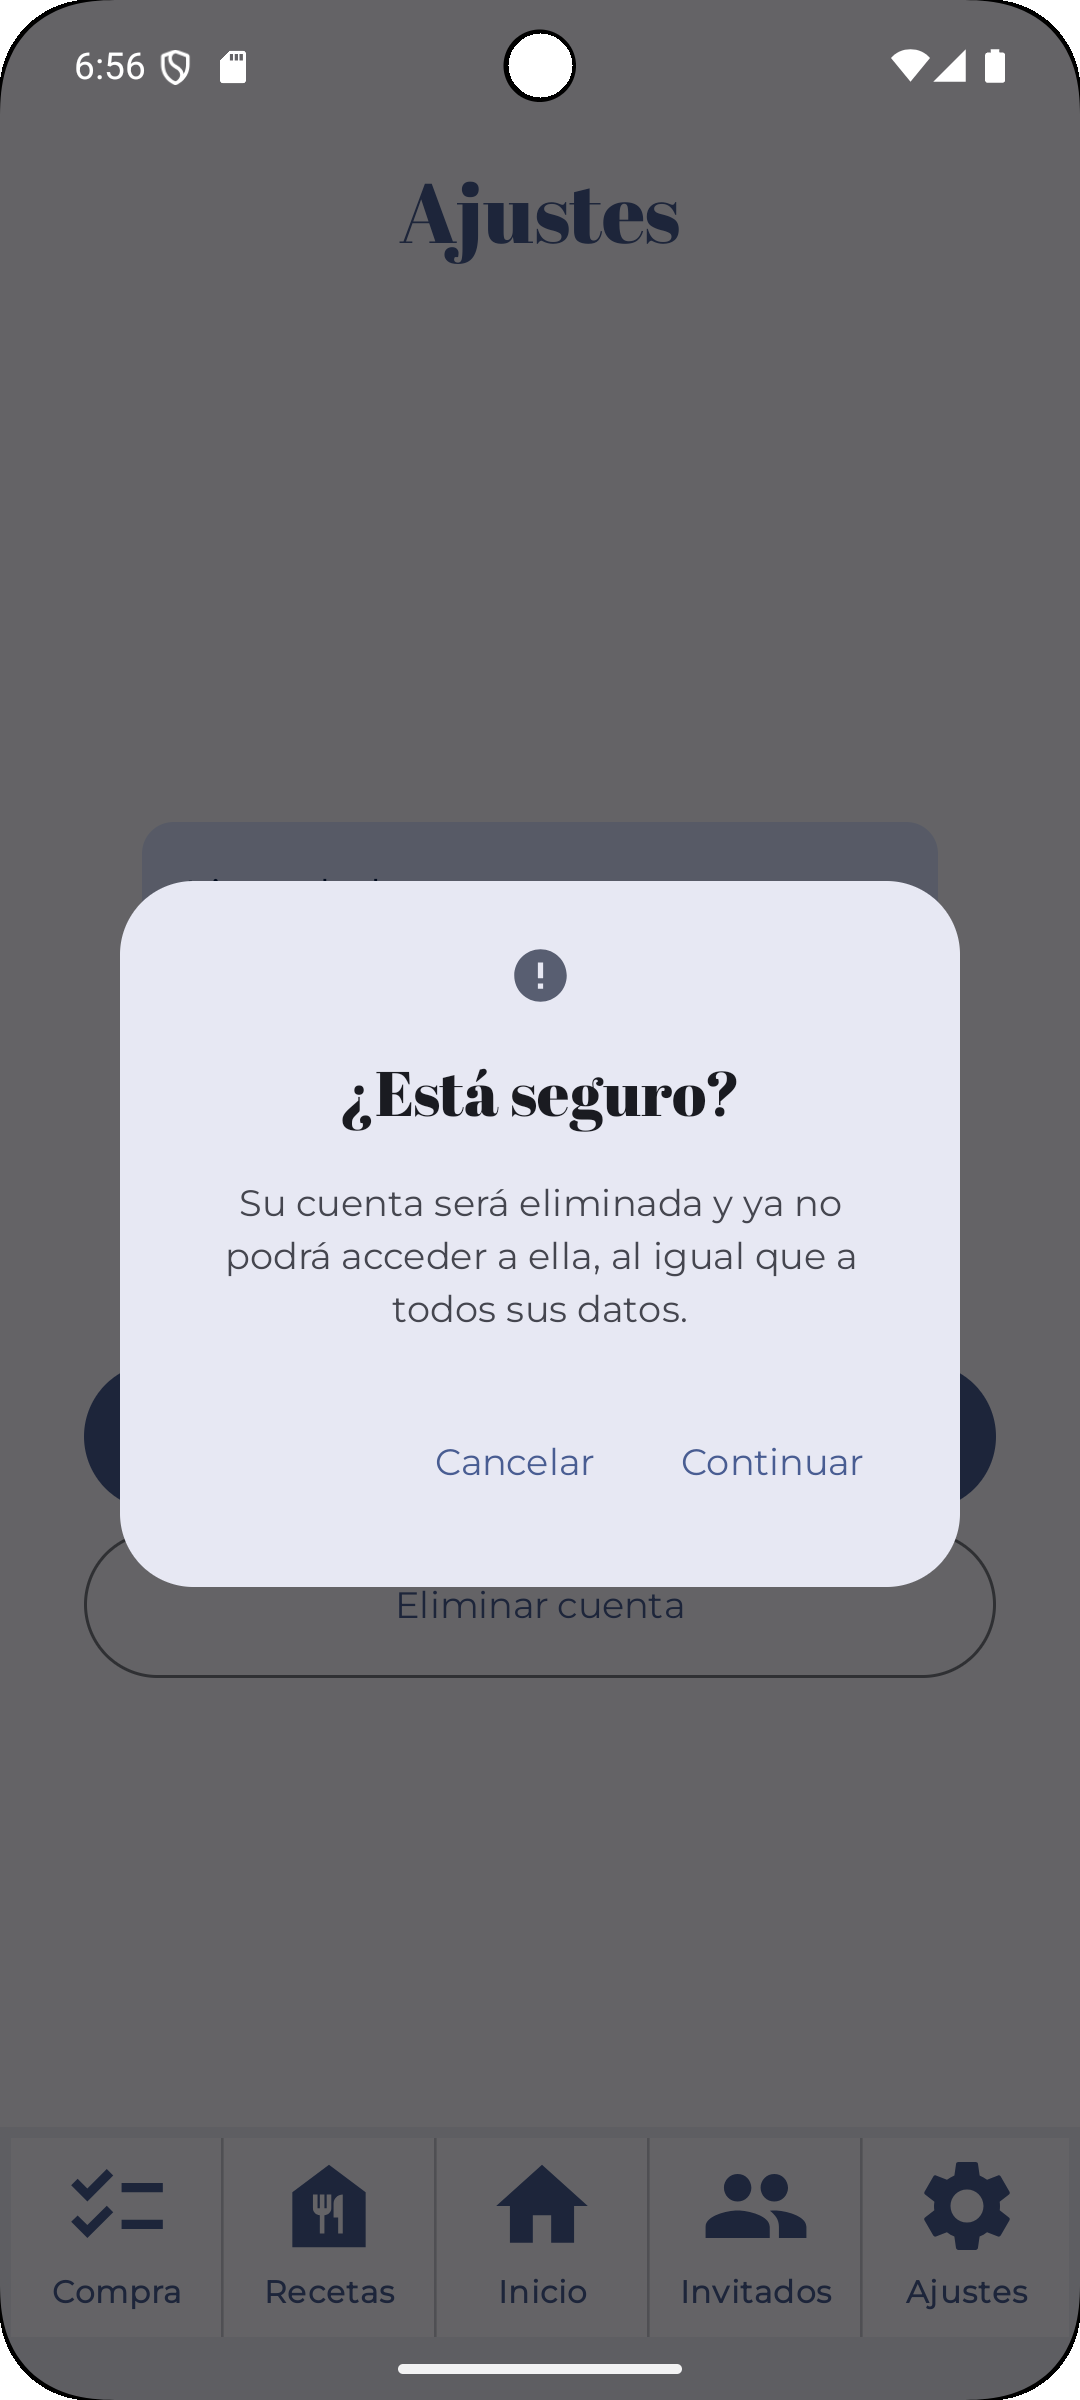 6:56
Ajustes
¿Está seguro?
Su cuenta será eliminada y ya no
podrá acceder a ella, al igual que a
todos sus datos.
Cancelar Continuar
Eliminar cuenta
Compra Recetas Inicio Invitados Ajustes